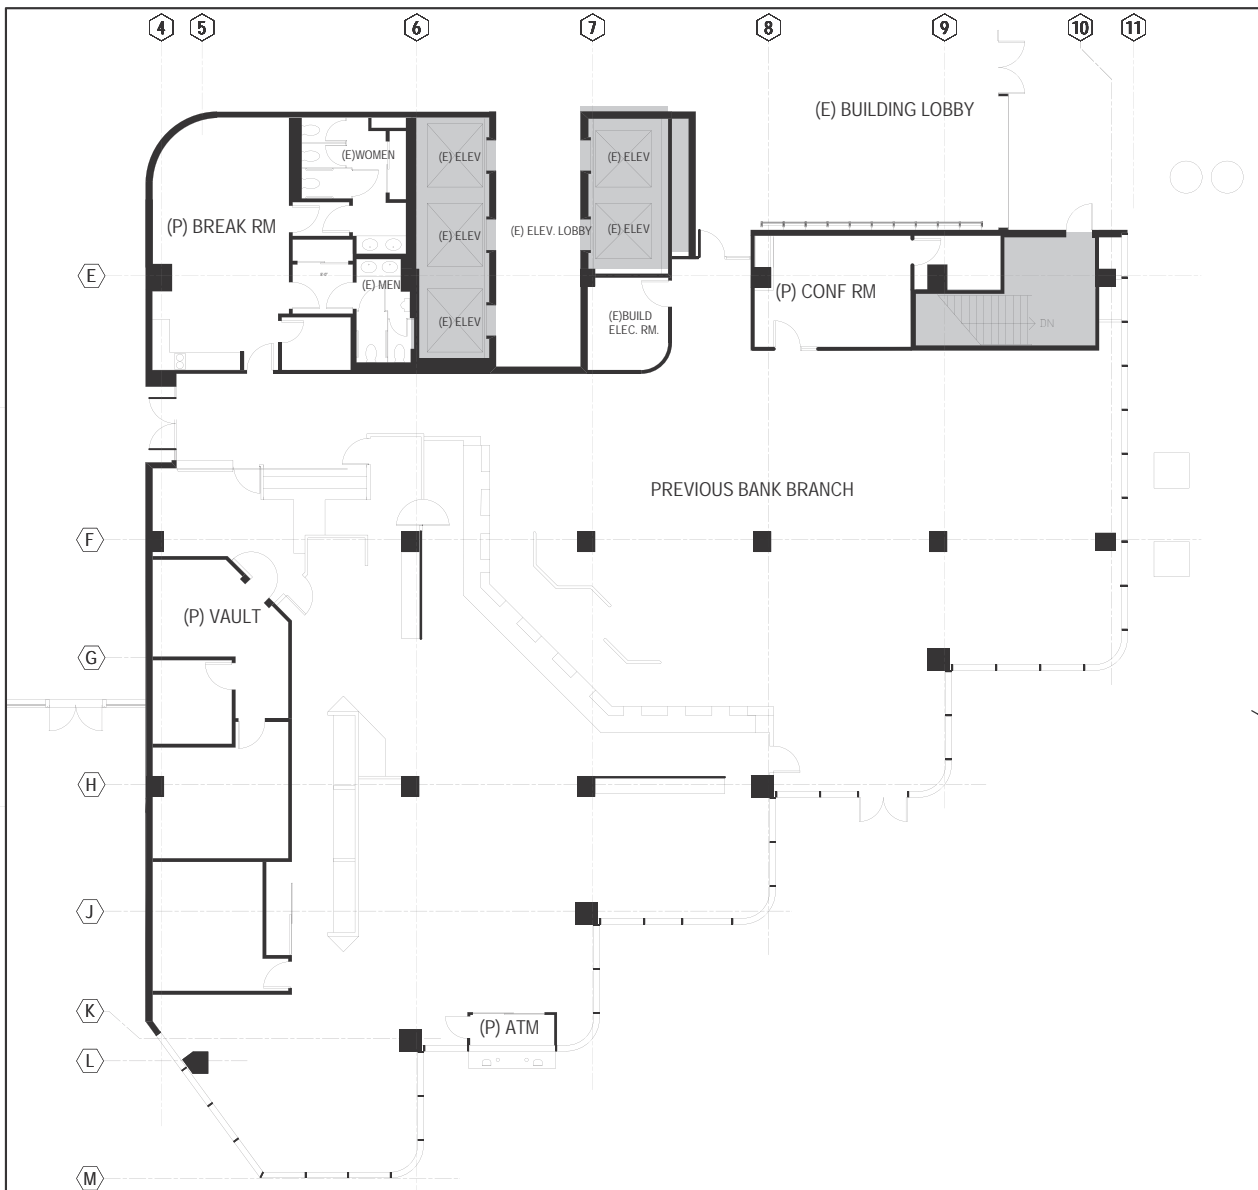 4 5 6 7 8 9 10 11
(E) BUILDING LOBBY
(E)WOMEN
(E) ELEV
(E) ELEV
(P) BREAK RM
(E) ELEV
(E) ELEV. LOBBY
(E) ELEV
E
(E) MEN
(P) CONF RM
(E) ELEV
(E)BUILD
ELEC. RM.
DN
PREVIOUS BANK BRANCH
F
(P) VAULT
G
H
J
K
(P) ATM
L
M